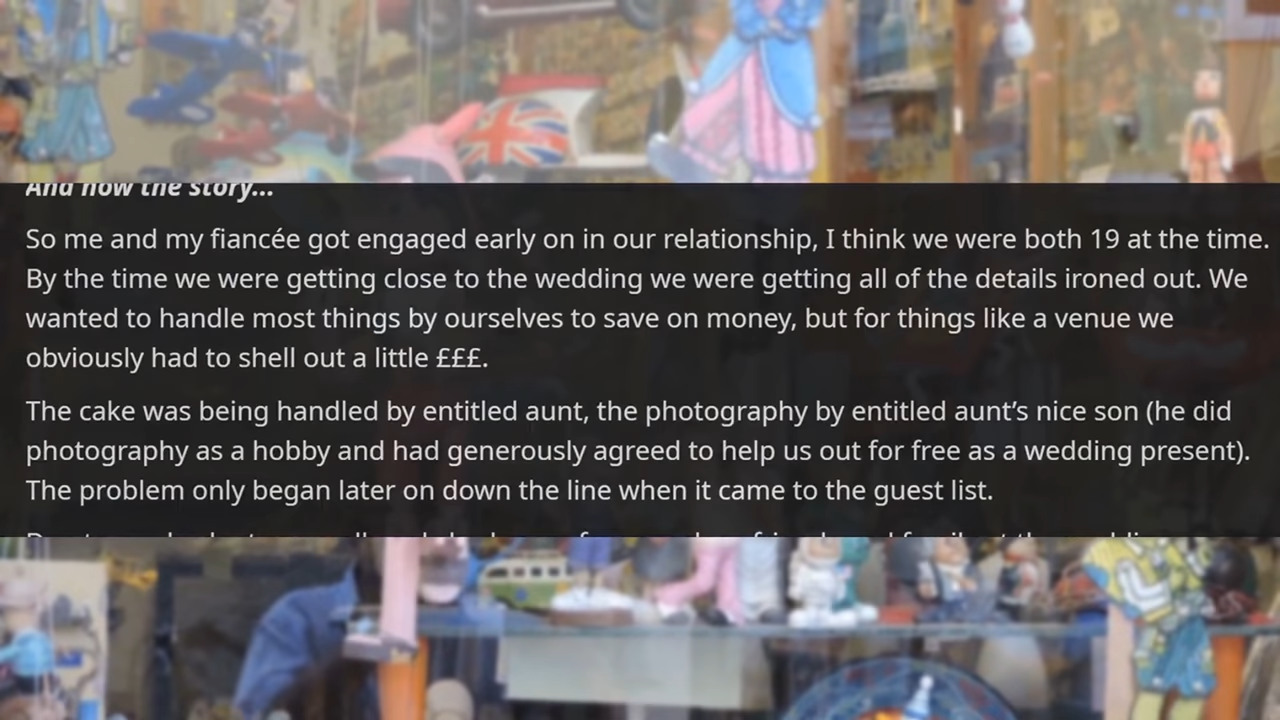 And now the story...
So me and my fiancée got engaged early on in our relationship, I think we were both 19 at the time.
By the time we were getting close to the wedding we were getting all of the details ironed out. We
wanted to handle most things by ourselves to save on money, but for things like a venue we
obviously had to shell out a little £££.
The cake was being handled by entitled aunt, the photography by entitled aunt’s nice son (he did
photography as a hobby and had generously agreed to help us out for free as a wedding present).
The problem only began later on down the line when it came to the guest list.